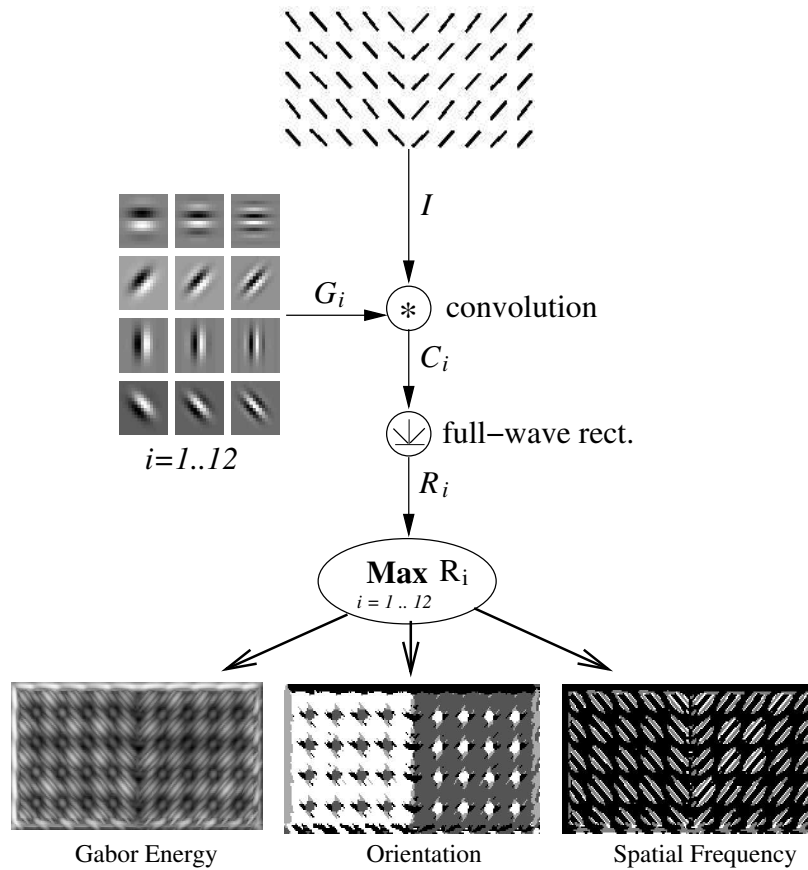 I
G_i
* convolution
C_i
full-wave rect.
i=1..12
R_i
Max R_i
i = 1 .. 12
Gabor Energy
Orientation
Spatial Frequency